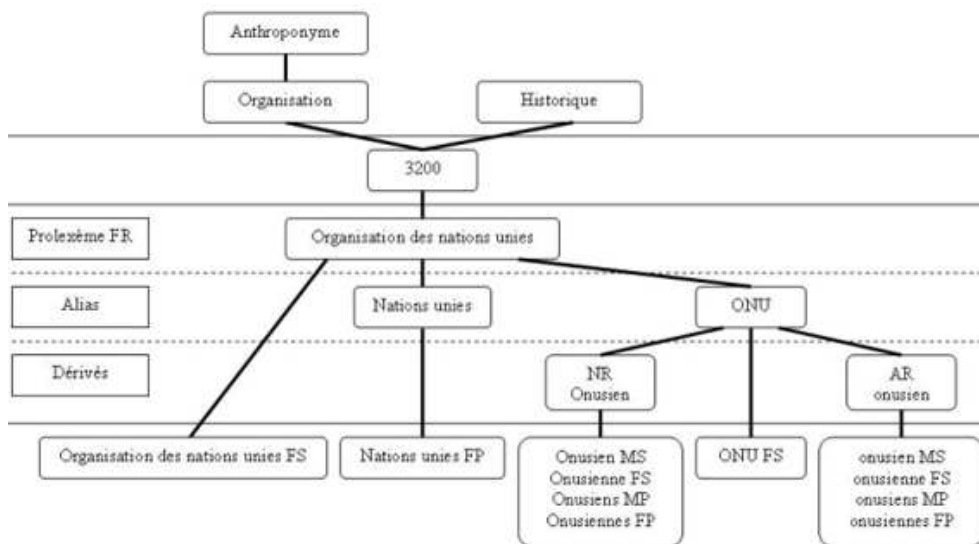 Anthroponyme
Organisation
Historique
3200
Prolexème FR
Organisation des nations unies
Alias
Nations unies
ONU
Dérivés
NR
Onusien
AR
onusien
Organisation des nations unies FS
Nations unies FP
Onusien MS
Onusienne FS
Onusiens MP
Onusiennes FP
ONU FS
onusien MS
onusienne FS
onusiens MP
onusiennes FP